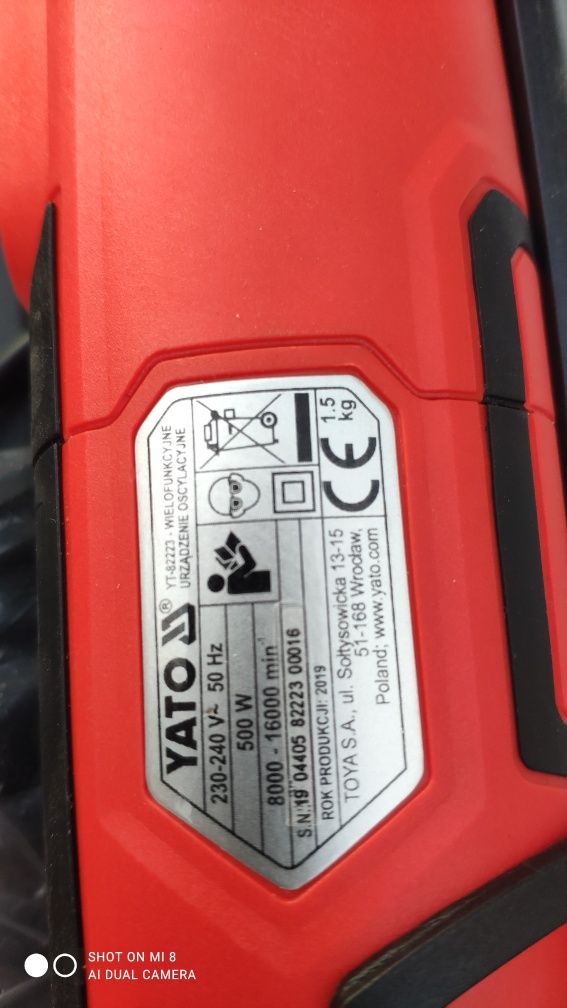 YATO ®
YT-82223 - WIELOFUNKCYJNE
URZĄDZENIE OSCYLACYJNE
230-240 V~ 50 Hz
500 W
8000 - 16000 min⁻¹
S.N.:19 04405 82223 00016
ROK PRODUKCJI: 2019
TOYA S.A., ul. Sołtysowicka 13-15
51-168 Wrocław,
Poland; www.yato.com
CE
1.5
kg
SHOT ON MI 8
AI DUAL CAMERA